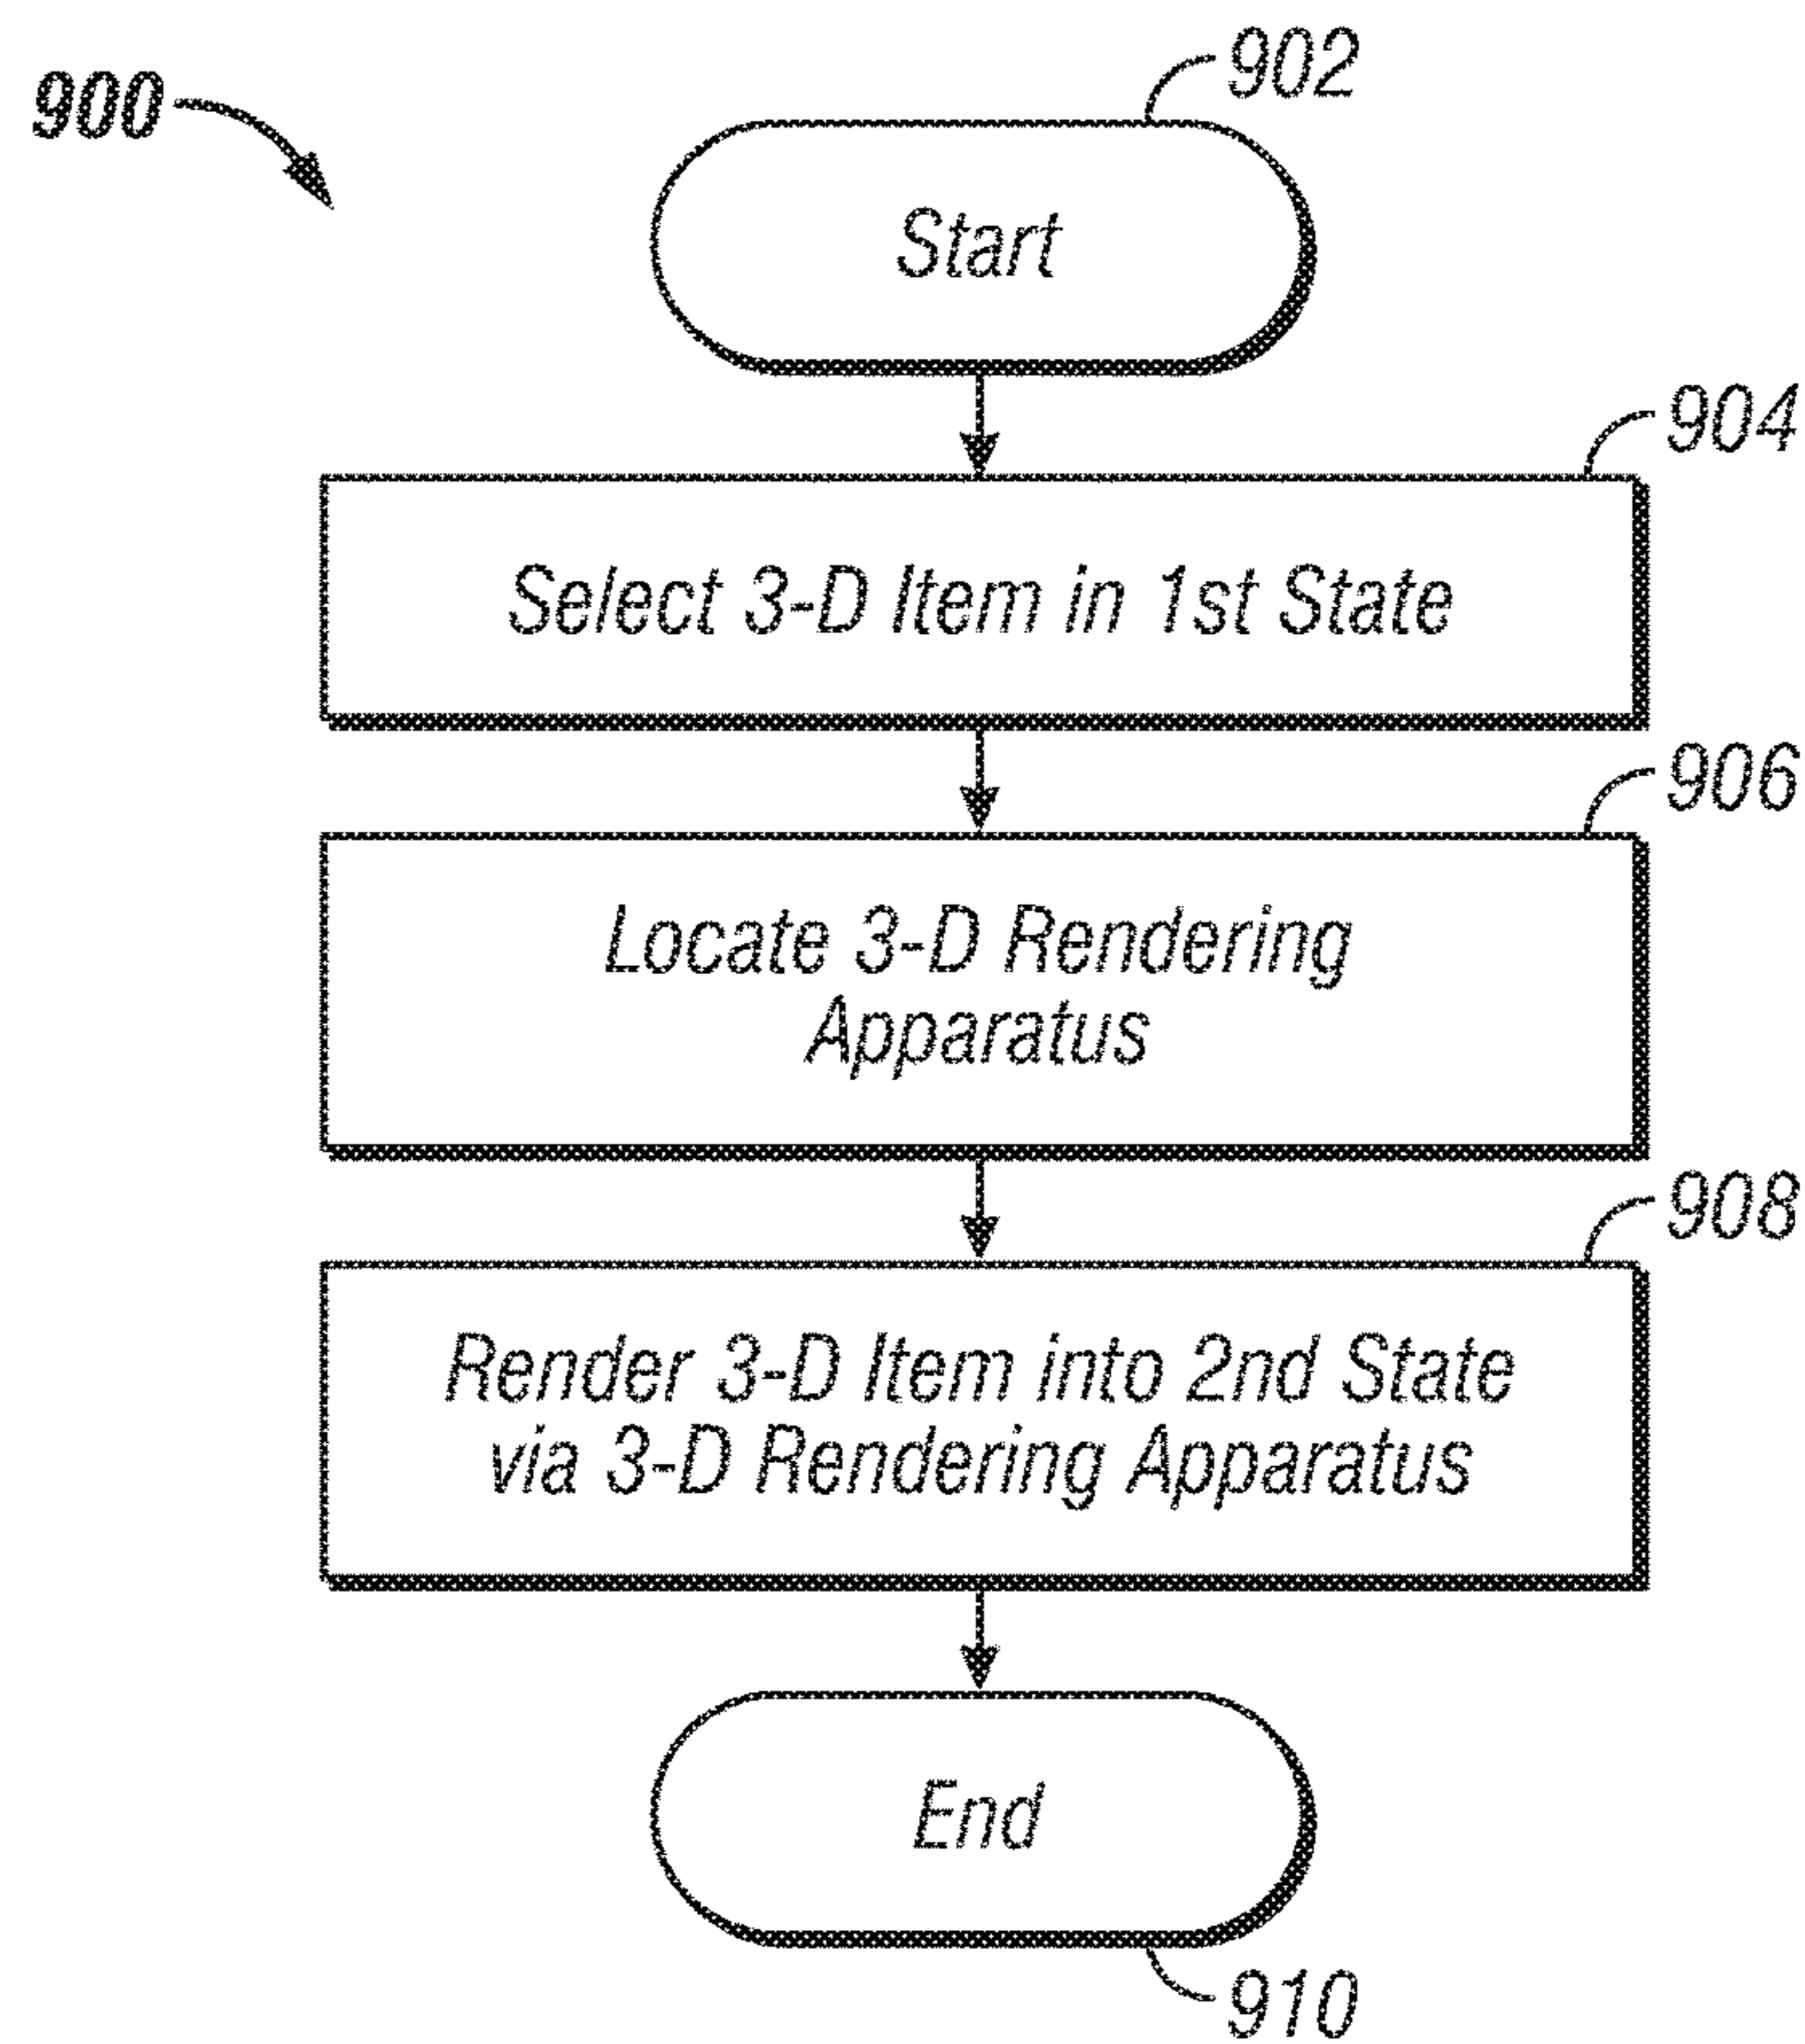 900
902
Start
904
Select 3-D Item in 1st State
906
Locate 3-D Rendering
Apparatus
908
Render 3-D Item into 2nd State
via 3-D Rendering Apparatus
End
910